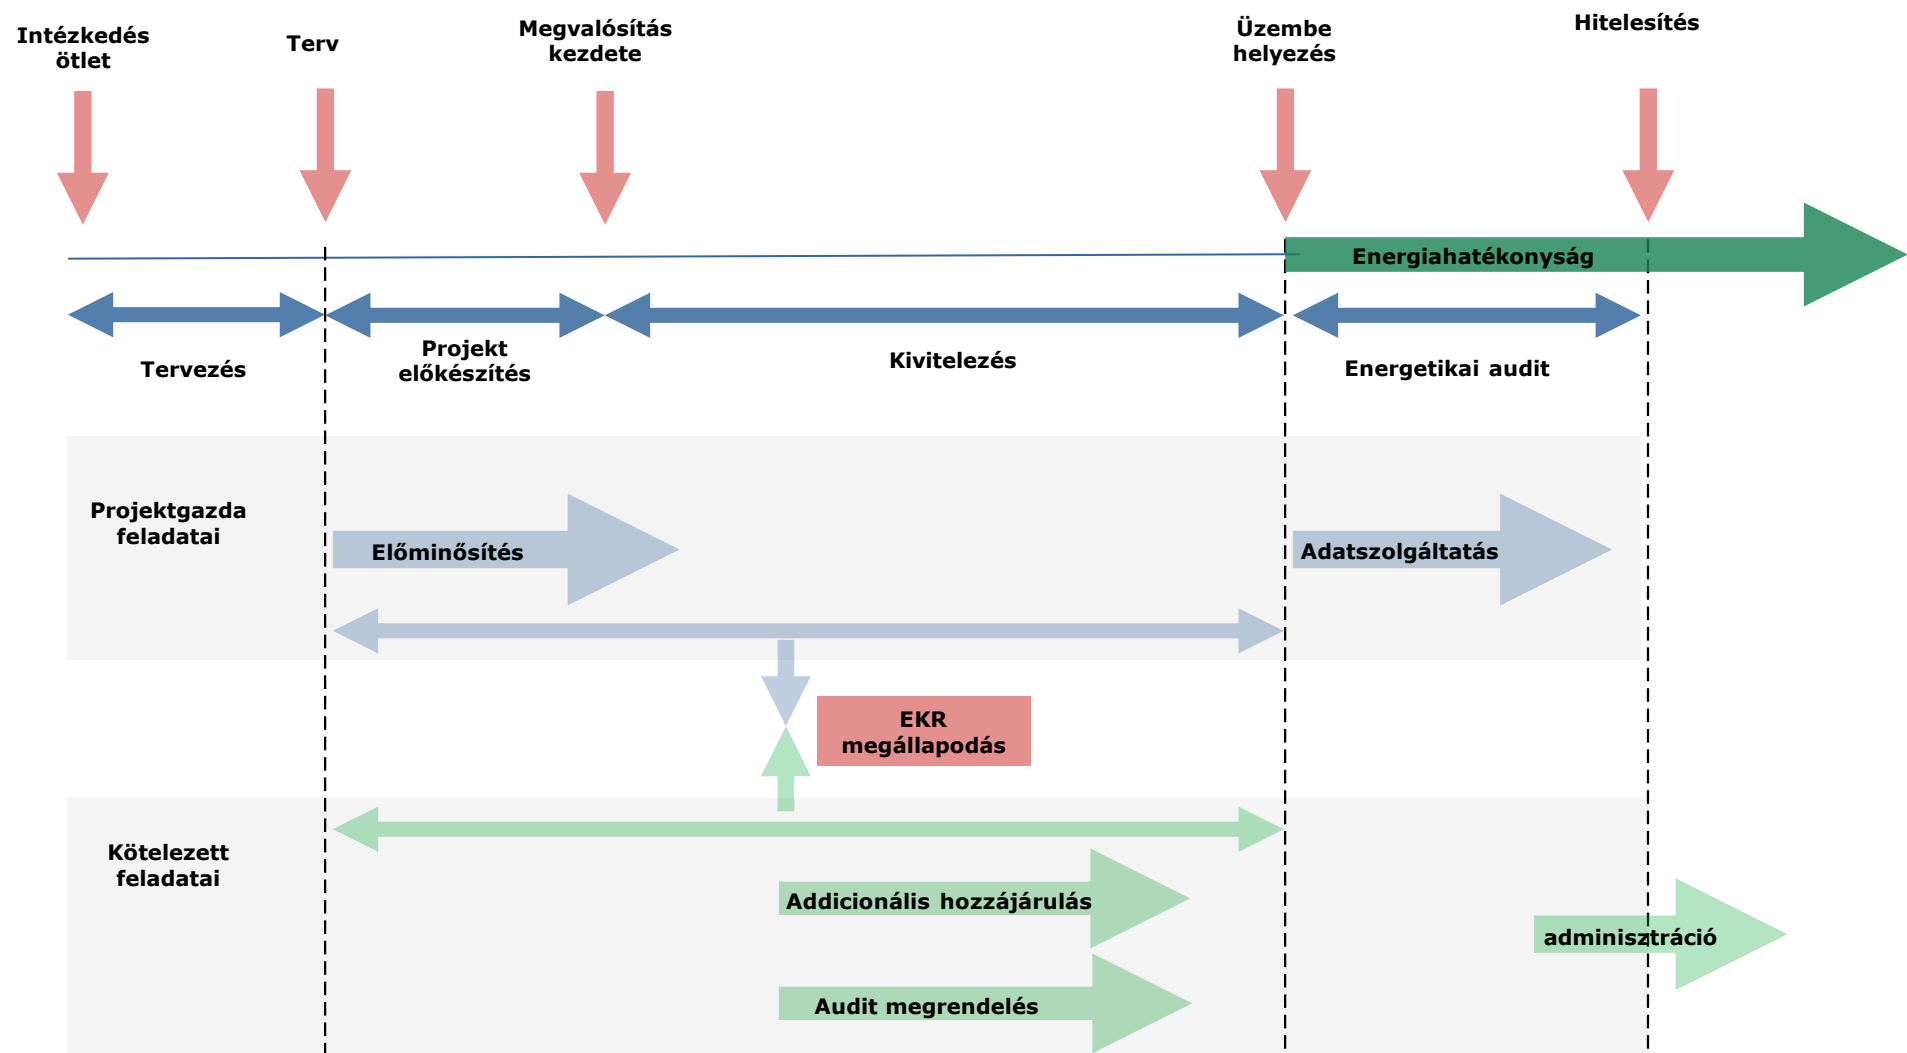 Intézkedés
ötlet
Terv
Megvalósítás
kezdete
Üzembe
helyezés
Hitelesítés
Energiahatékonyság
Tervezés
Projekt
előkészítés
Kivitelezés
Energetikai audit
Projektgazda
feladatai
Előminősítés
Adatszolgáltatás
EKR
megállapodás
Kötelezett
feladatai
Addicionális hozzájárulás
adminisztráció
Audit megrendelés